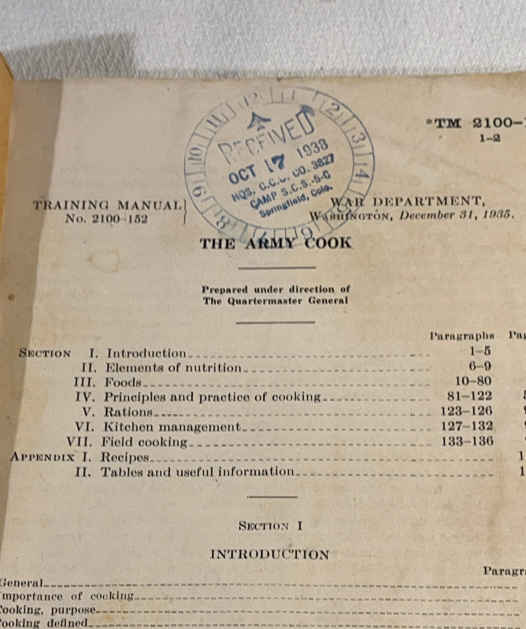 *TM 2100-
1-2
RECEIVED
OCT 17 1938
HQS. C.C.C. CO. 3827
CAMP S.C.S.-5-C
Springfield, Colo.
TRAINING MANUAL
No. 2100-152
WAR DEPARTMENT,
WASHINGTON, December 31, 1935.
THE ARMY COOK
Prepared under direction of
The Quartermaster General
Paragraphs
SECTION I. Introduction 1-5
II. Elements of nutrition 6-9
III. Foods 10-80
IV. Principles and practice of cooking 81-122
V. Rations 123-126
VI. Kitchen management 127-132
VII. Field cooking 133-136
APPENDIX I. Recipes
II. Tables and useful information
SECTION I
INTRODUCTION
Paragr
General
mportance of cooking
Cooking, purpose
Cooking defined